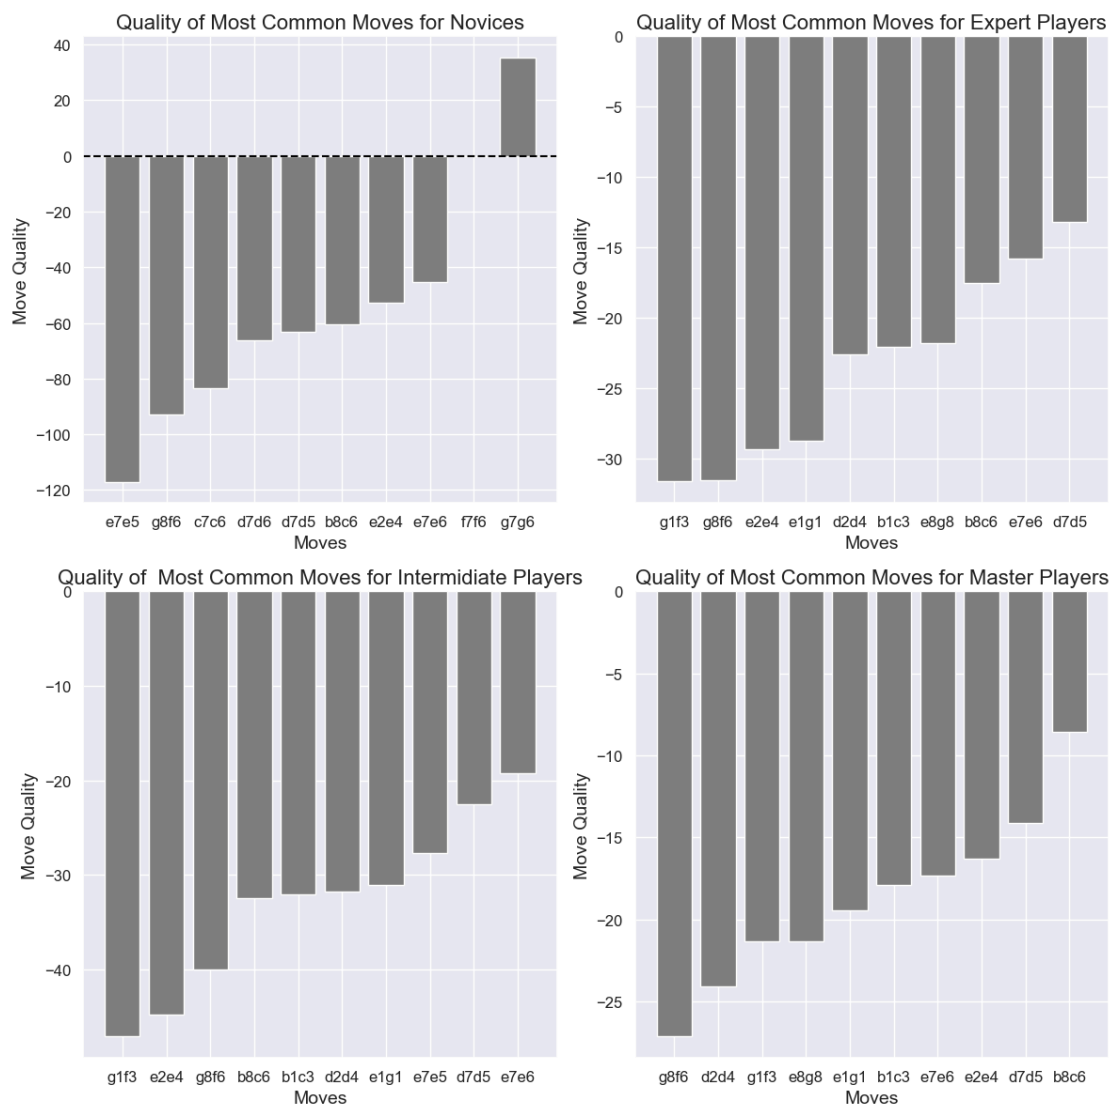 Quality of Most Common Moves for Novices
Move Quality
40
20
0
−20
−40
−60
−80
−100
−120
e7e5 g8f6 c7c6 d7d6 d7d5 b8c6 e2e4 e7e6 f7f6 g7g6
Moves
Quality of Most Common Moves for Expert Players
Move Quality
0
−5
−10
−15
−20
−25
−30
g1f3 g8f6 e2e4 e1g1 d2d4 b1c3 e8g8 b8c6 e7e6 d7d5
Moves
Quality of  Most Common Moves for Intermidiate Players
Move Quality
0
−10
−20
−30
−40
g1f3 e2e4 g8f6 b8c6 b1c3 d2d4 e1g1 e7e5 d7d5 e7e6
Moves
Quality of Most Common Moves for Master Players
Move Quality
0
−5
−10
−15
−20
−25
g8f6 d2d4 g1f3 e8g8 e1g1 b1c3 e7e6 e2e4 d7d5 b8c6
Moves